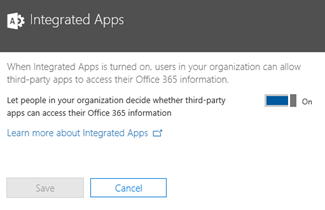 Integrated Apps
When Integrated Apps is turned on, users in your organization can allow
third-party apps to access their Office 365 information.
Let people in your organization decide whether third-party
apps can access their Office 365 information
On
Learn more about Integrated Apps
Save
Cancel